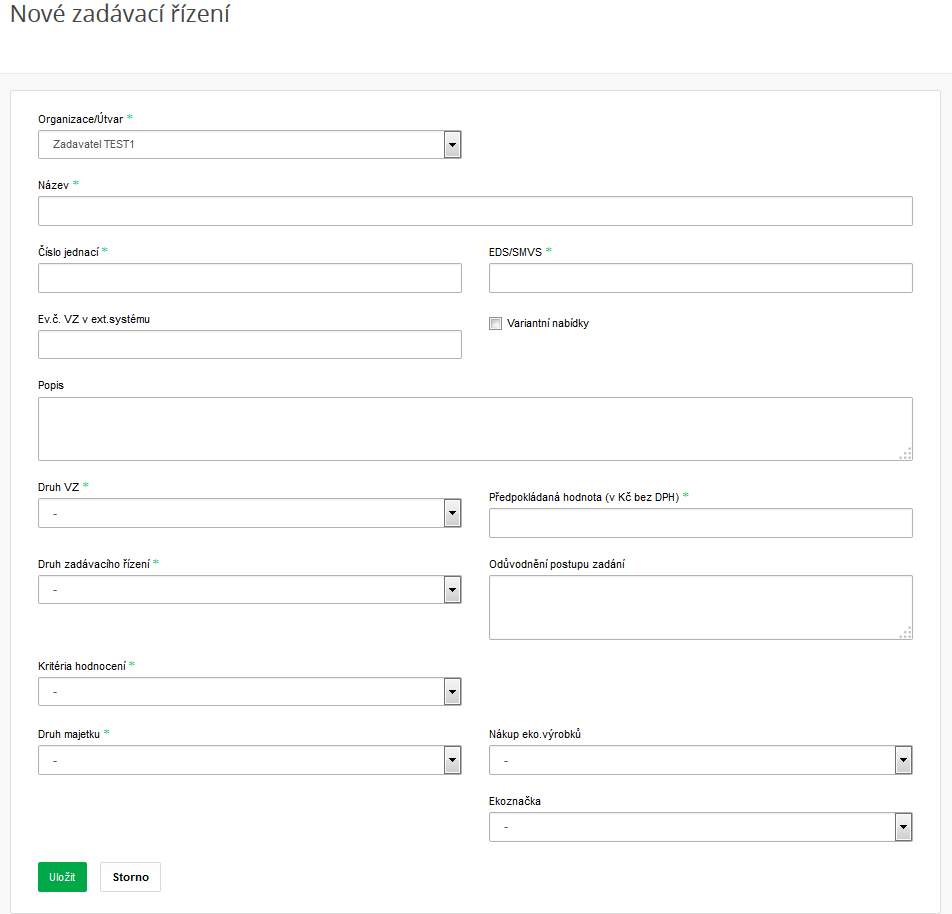 Nové zadávací řízení
Organizace/Útvar *
Zadavatel TEST1
Název *
Číslo jednací *
EDS/SMVS *
Ev.č. VZ v ext.systému
Variantní nabídky
Popis
Druh VZ *
-
Předpokládaná hodnota (v Kč bez DPH) *
Druh zadávacího řízení *
-
Odůvodnění postupu zadání
Kritéria hodnocení *
-
Druh majetku *
-
Nákup eko.výrobků
-
Ekoznačka
-
Uložit
Storno